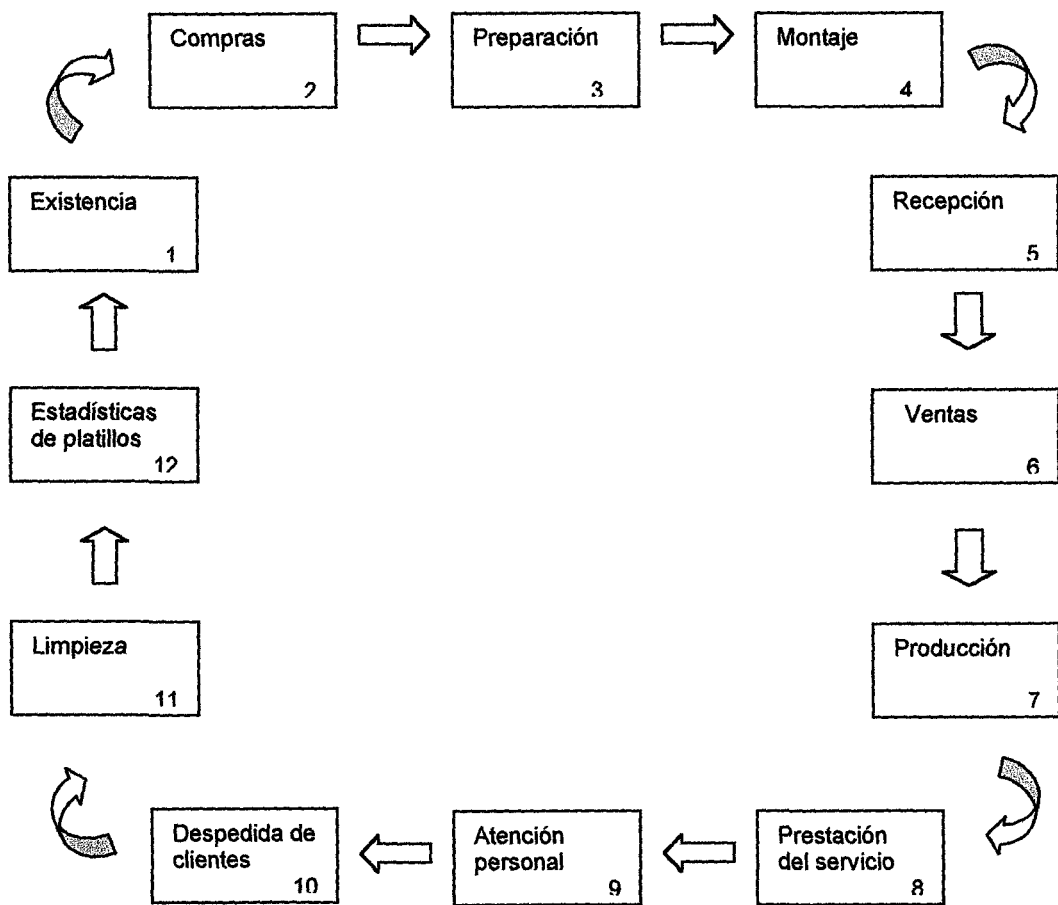 Compras
2
Preparación
3
Montaje
4
Existencia
1
Recepción
5
Estadísticas
de platillos
12
Ventas
6
Limpieza
11
Producción
7
Despedida de
clientes
10
Atención
personal
9
Prestación
del servicio
8